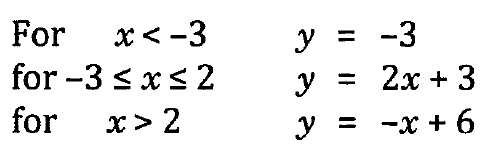 For x < –3 y = –3
for –3 ≤ x ≤ 2 y = 2x + 3
for x > 2 y = –x + 6